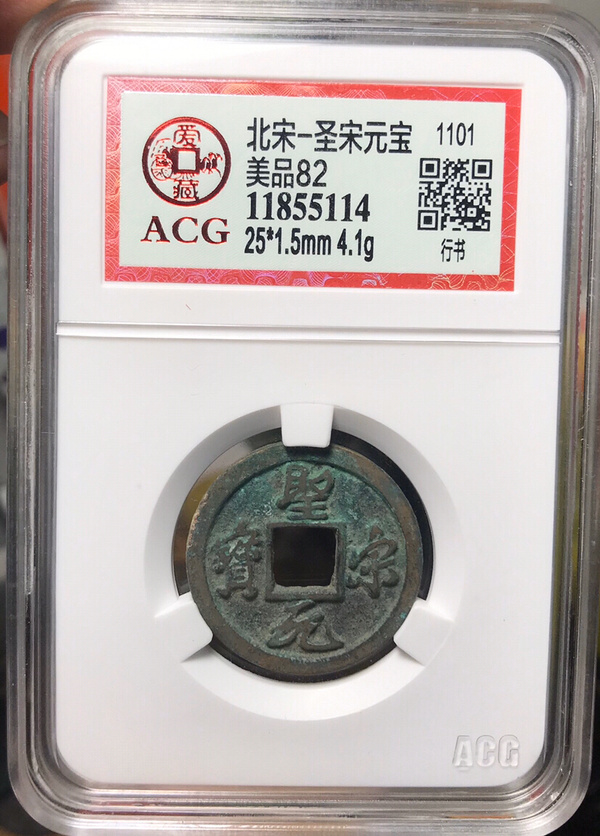 爱
藏
ACG
北宋-圣宋元宝 1101
美品82
11855114
25*1.5mm 4.1g
行书
聖
宋
元
寶
ACG